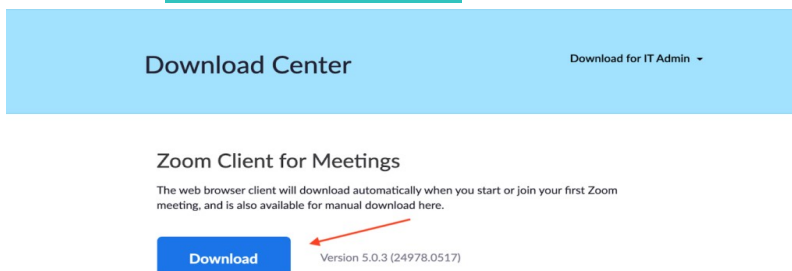 Download Center
Download for IT Admin
Zoom Client for Meetings
The web browser client will download automatically when you start or join your first Zoom
meeting, and is also available for manual download here.
Download
Version 5.0.3 (24978.0517)